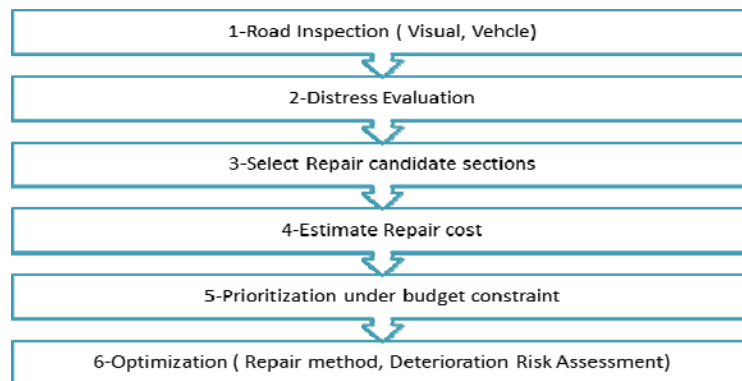 1-Road Inspection ( Visual, Vehcle)
2-Distress Evaluation
3-Select Repair candidate sections
4-Estimate Repair cost
5-Prioritization under budget constraint
6-Optimization ( Repair method, Deterioration Risk Assessment)